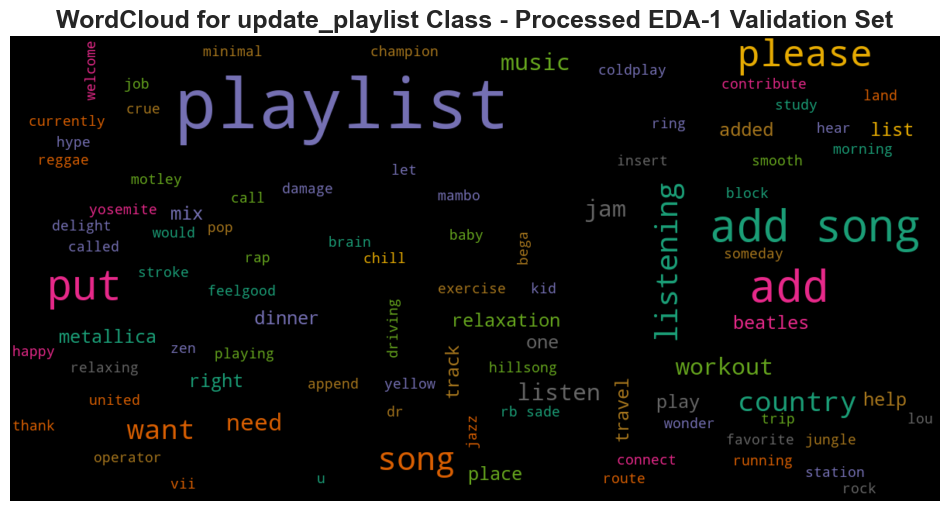 WordCloud for update_playlist Class - Processed EDA-1 Validation Set
welcome
minimal
champion
music
coldplay
please
contribute
job
crue
playlist
study
land
currently
hype
reggae
ring
added
hear
list
morning
insert
smooth
motley
let
damage
call
mambo
block
yosemite
mix
delight
would
pop
called
jam
listening
add song
brain
baby
bega
someday
rap
chill
stroke
put
feelgood
exercise
kid
add
dinner
driving
relaxation
beatles
metallica
one
happy
zen
playing
relaxing
track
hillsong
workout
right
append
yellow
listen
travel
play
country
help
united
dr
rb sade
wonder
trip
lou
thank
want
need
jazz
favorite
jungle
operator
song
place
connect
running
route
station
vii
u
rock